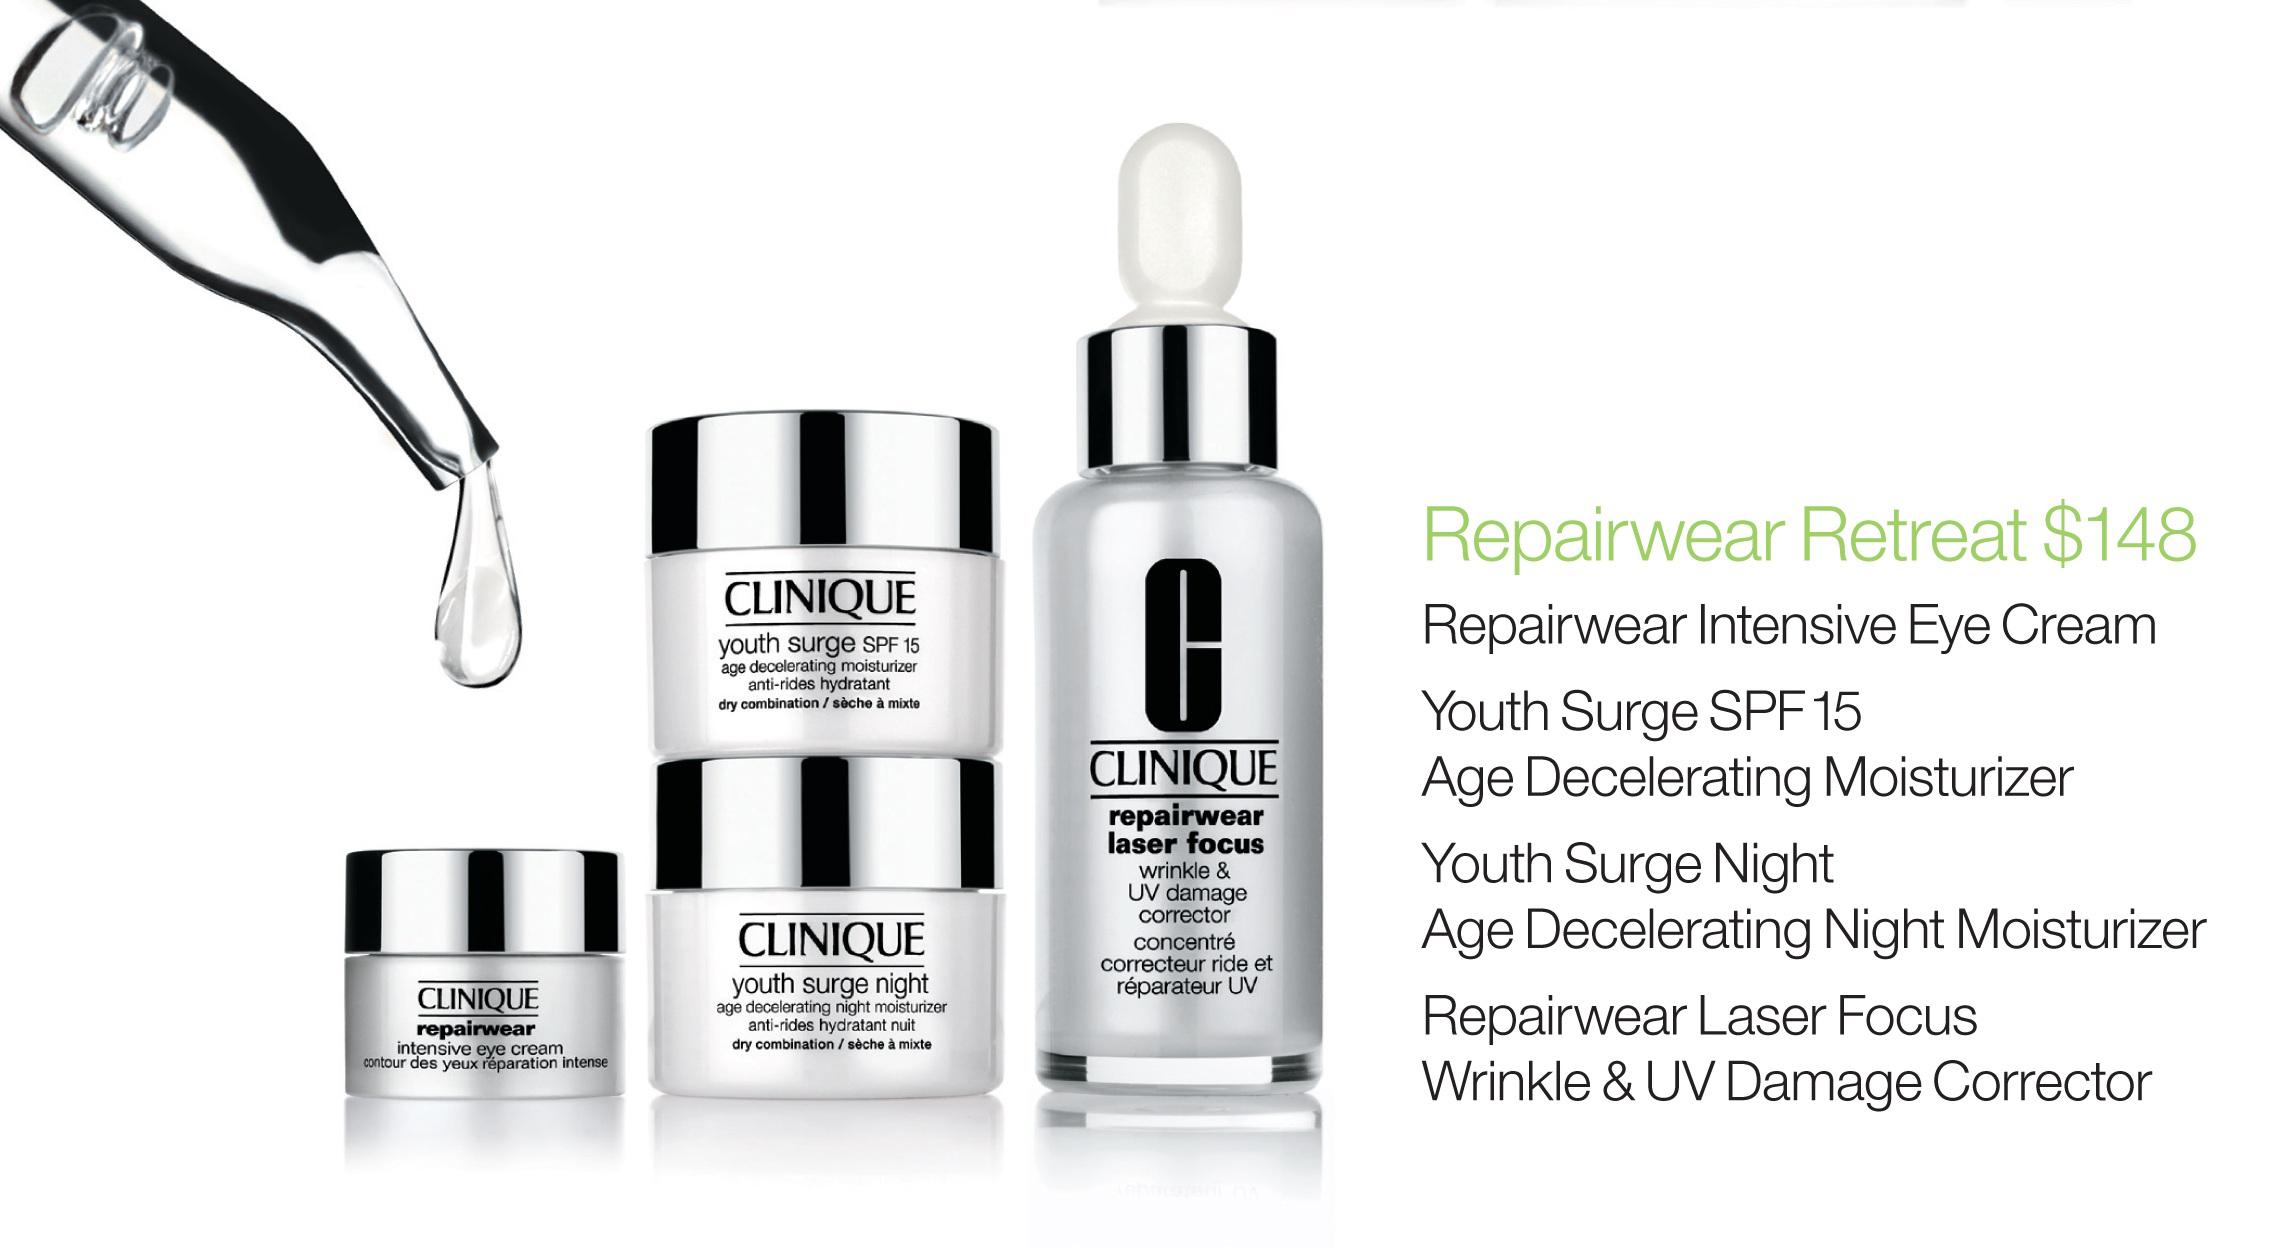 CLINIQUE
repairwear
intensive eye cream
contour des yeux réparation intense
CLINIQUE
youth surge SPF 15
age decelerating moisturizer
anti-rides hydratant
dry combination / sèche à mixte
CLINIQUE
youth surge night
age decelerating night moisturizer
anti-rides hydratant nuit
dry combination / sèche à mixte
C
CLINIQUE
repairwear
laser focus
wrinkle &
UV damage
corrector
concentré
correcteur ride et
réparateur UV
Repairwear Retreat $148
Repairwear Intensive Eye Cream
Youth Surge SPF 15
Age Decelerating Moisturizer
Youth Surge Night
Age Decelerating Night Moisturizer
Repairwear Laser Focus
Wrinkle & UV Damage Corrector